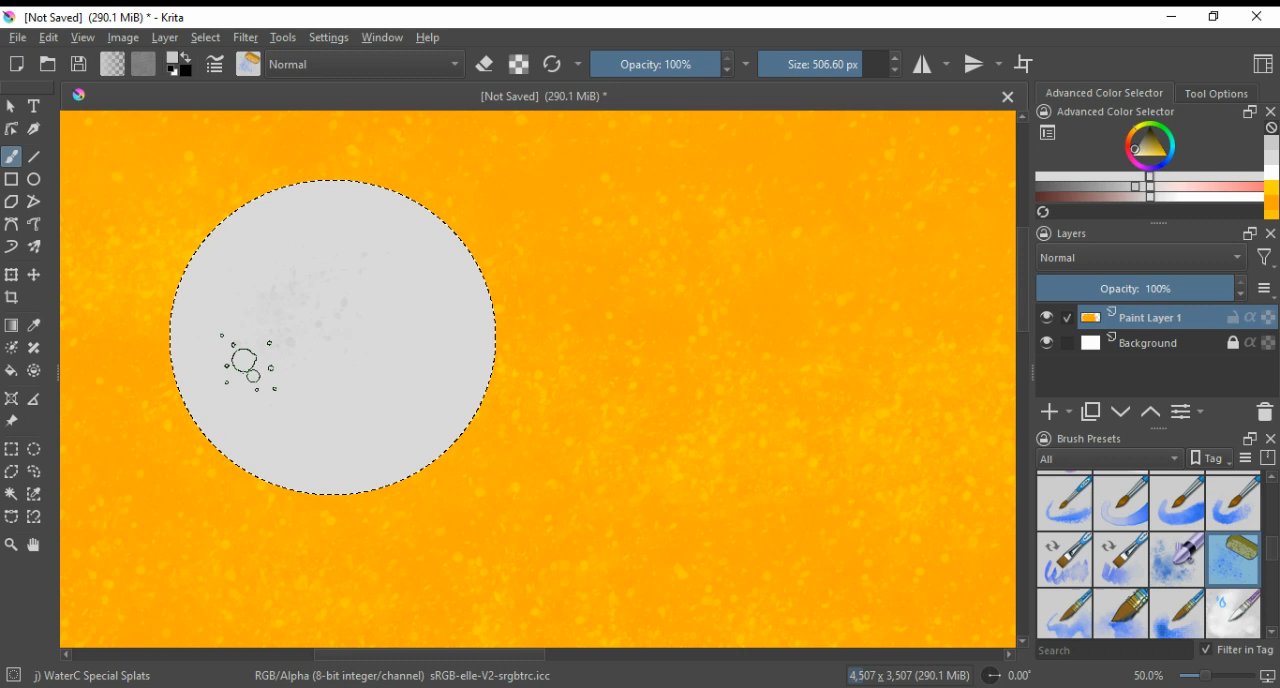 [Not Saved] (290.1 MiB) * - Krita
File Edit View Image Layer Select Filter Tools Settings Window Help
Normal
Opacity: 100%
Size: 506.60 px
[Not Saved] (290.1 MiB) *
Advanced Color Selector
Tool Options
Advanced Color Selector
Layers
Normal
Opacity: 100%
Paint Layer 1
Background
Brush Presets
All
Tag
Search
Filter in Tag
j) WaterC Special Splats
RGB/Alpha (8-bit integer/channel) sRGB-elle-V2-srgbtrc.icc
4,507 x 3,507 (290.1 MiB)
0.00°
50.0%